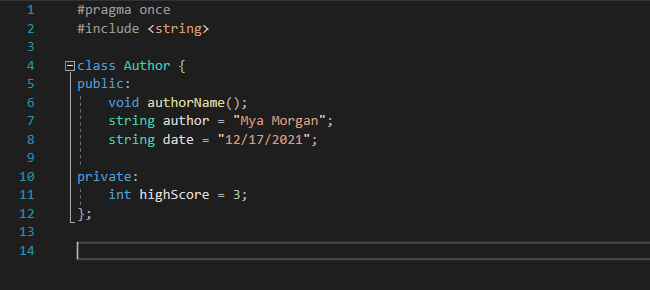 1 #pragma once
2 #include <string>
3
4 class Author {
5 public:
6 void authorName();
7 string author = "Mya Morgan";
8 string date = "12/17/2021";
9
10 private:
11 int highScore = 3;
12 };
13
14